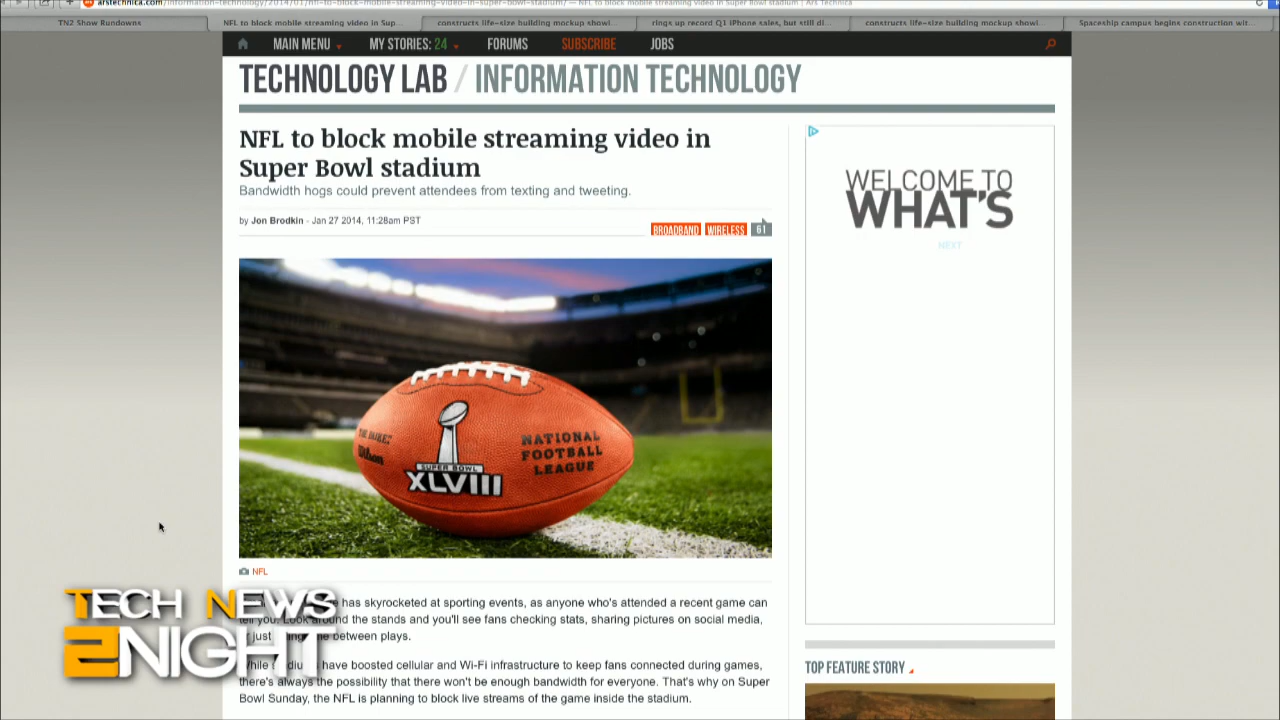 arstechnica.com/information-technology/2014/01/nfl-to-block-mobile-streaming-video-in-super-bowl-stadium/ — NFL to block mobile streaming video in Super Bowl stadium | Ars Technica
TN2 Show Rundowns
NFL to block mobile streaming video in Sup...
constructs life-size building mockup showi...
rings up record Q1 iPhone sales, but still di...
constructs life-size building mockup showi...
Spaceship campus begins construction wit...
MAIN MENU
MY STORIES: 24
FORUMS
SUBSCRIBE
JOBS
TECHNOLOGY LAB / INFORMATION TECHNOLOGY
NFL to block mobile streaming video in
Super Bowl stadium
Bandwidth hogs could prevent attendees from texting and tweeting.
by Jon Brodkin - Jan 27 2014, 11:28am PST
BROADBAND
WIRELESS
61
WELCOME TO
WHAT'S
NEXT
"THE DUKE"
Wilson
SUPER BOWL
XLVIII
NATIONAL
FOOTBALL
LEAGUE
NFL
has skyrocketed at sporting events, as anyone who's attended a recent game can
tell you. Look around the stands and you'll see fans checking stats, sharing pictures on social media,
just between plays.
While stadiums have boosted cellular and Wi-Fi infrastructure to keep fans connected during games,
there's always the possibility that there won't be enough bandwidth for everyone. That's why on Super
Bowl Sunday, the NFL is planning to block live streams of the game inside the stadium.
TECH NEWS
2NIGHT
TOP FEATURE STORY